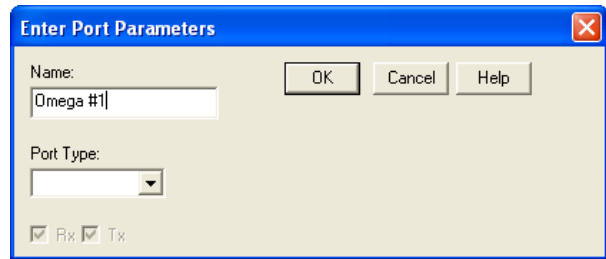 Enter Port Parameters
Name:
OK Cancel Help
Omega #1
Port Type:
Rx Tx